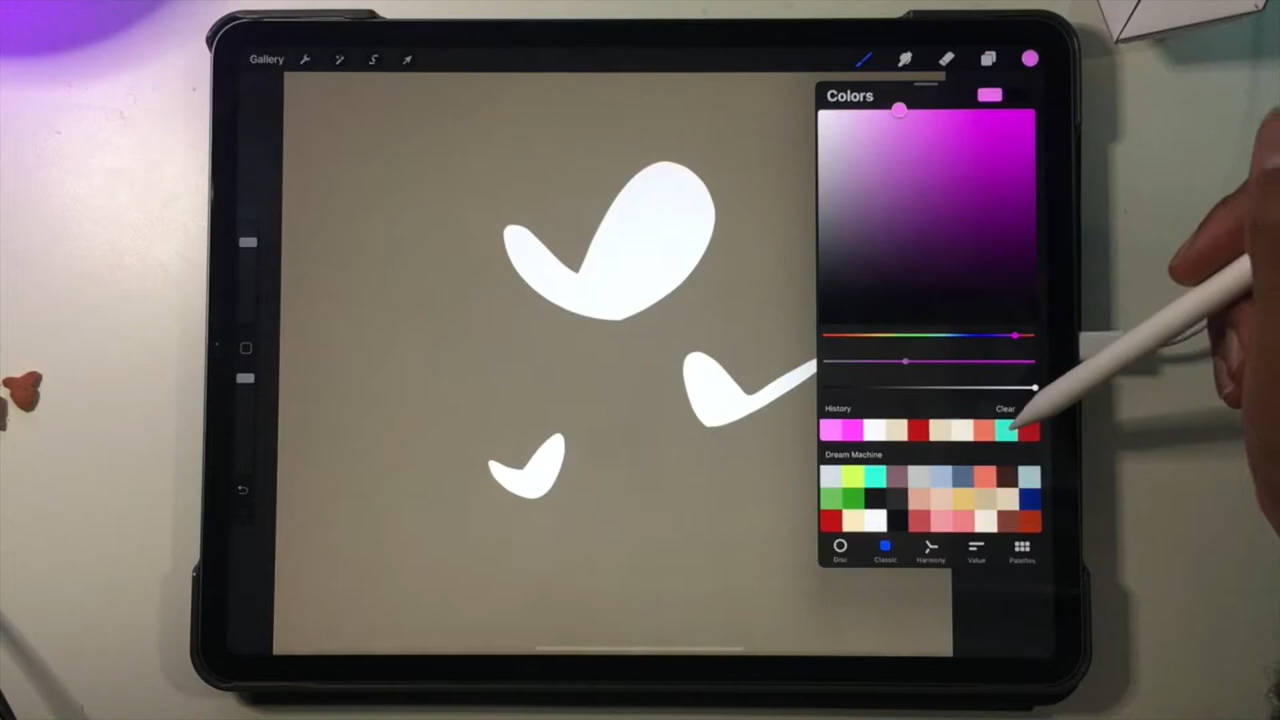 Gallery
Colors
History Clear
Dream Machine
Disc Classic Harmony Value Palettes